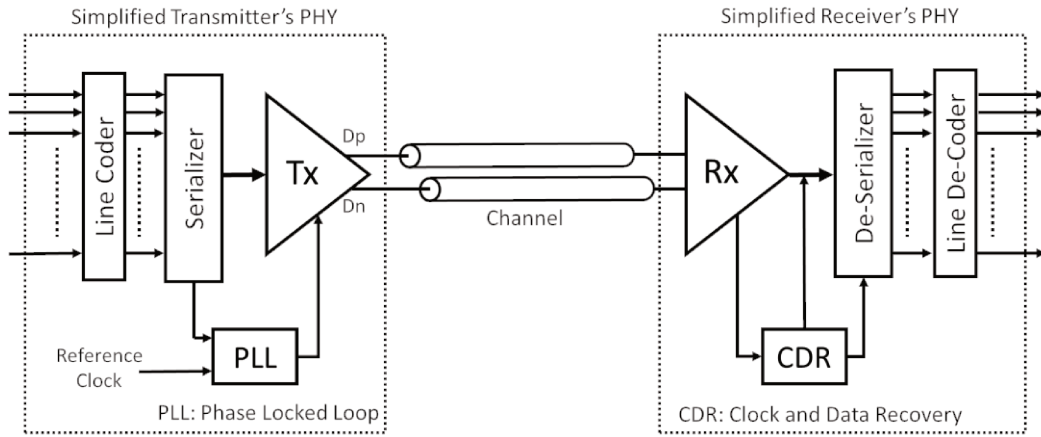 Simplified Transmitter's PHY
Simplified Receiver's PHY
Line Coder
Serializer
Tx
Dp
Dn
Channel
Rx
De-Serializer
Line De-Coder
Reference
Clock
PLL
CDR
PLL: Phase Locked Loop
CDR: Clock and Data Recovery